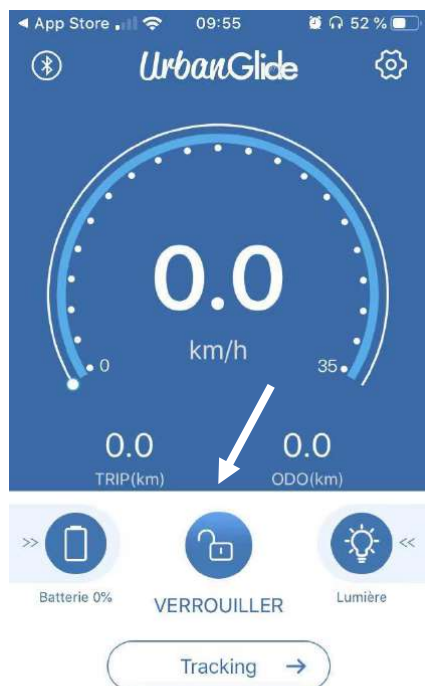 ◀ App Store 09:55 52 %
UrbanGlide
0.0
km/h
0 35
0.0 0.0
TRIP(km) ODO(km)
>> <<
Batterie 0% VERROUILLER Lumière
Tracking →